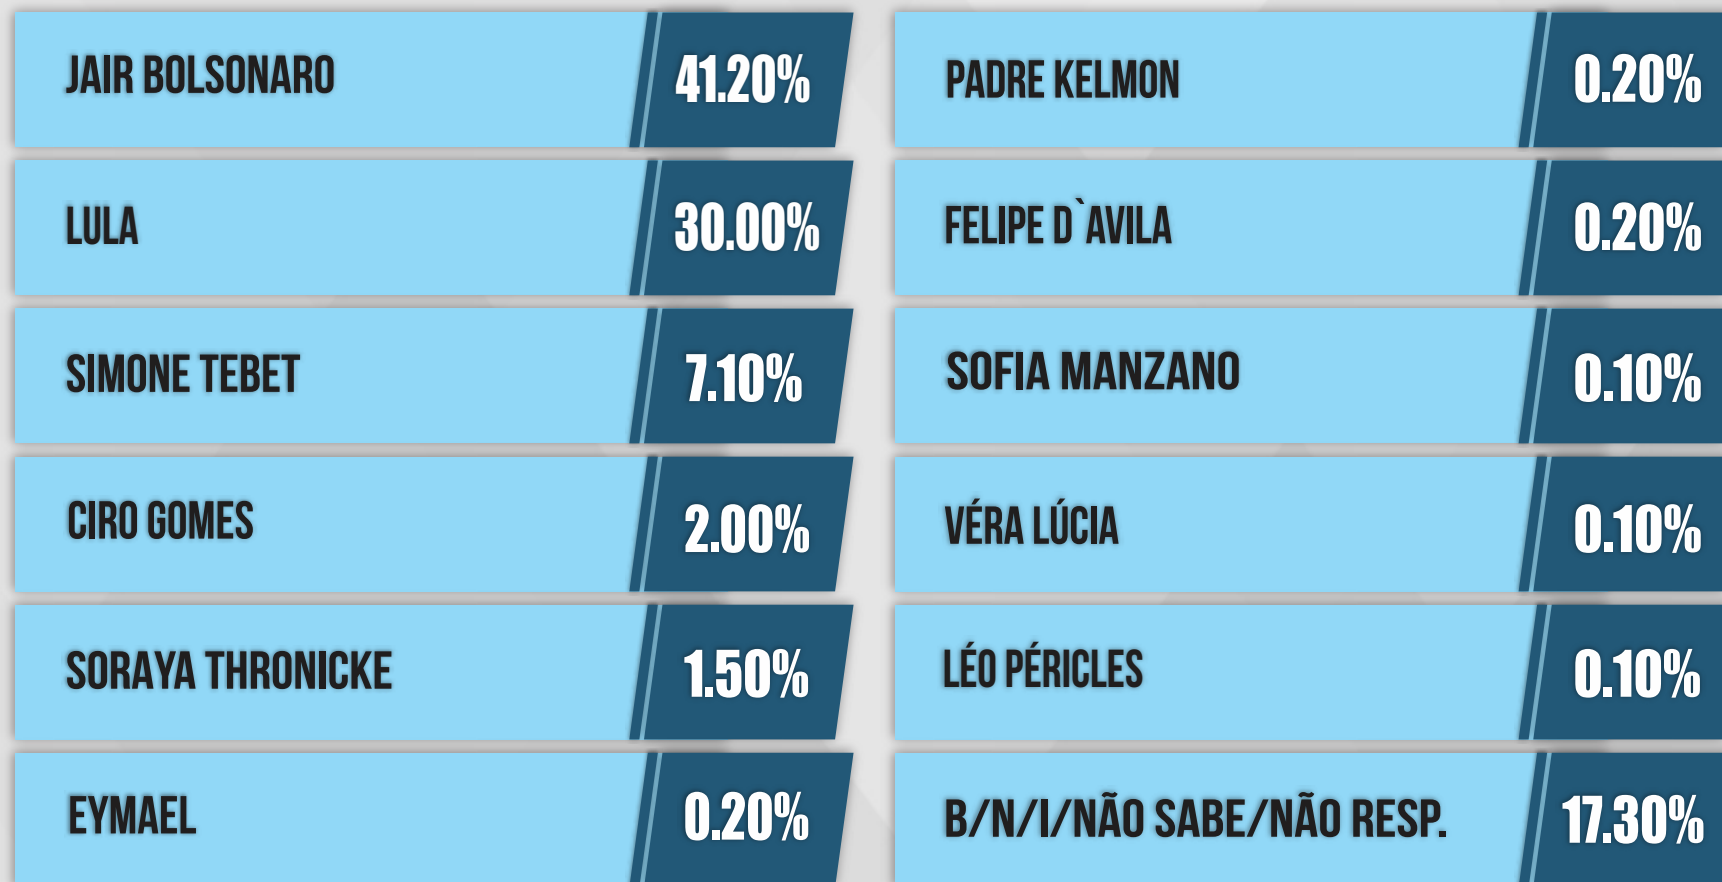 JAIR BOLSONARO 41.20%
LULA 30.00%
SIMONE TEBET 7.10%
CIRO GOMES 2.00%
SORAYA THRONICKE 1.50%
EYMAEL 0.20%
PADRE KELMON 0.20%
FELIPE D`AVILA 0.20%
SOFIA MANZANO 0.10%
VÉRA LÚCIA 0.10%
LÉO PÉRICLES 0.10%
B/N/I/NÃO SABE/NÃO RESP. 17.30%